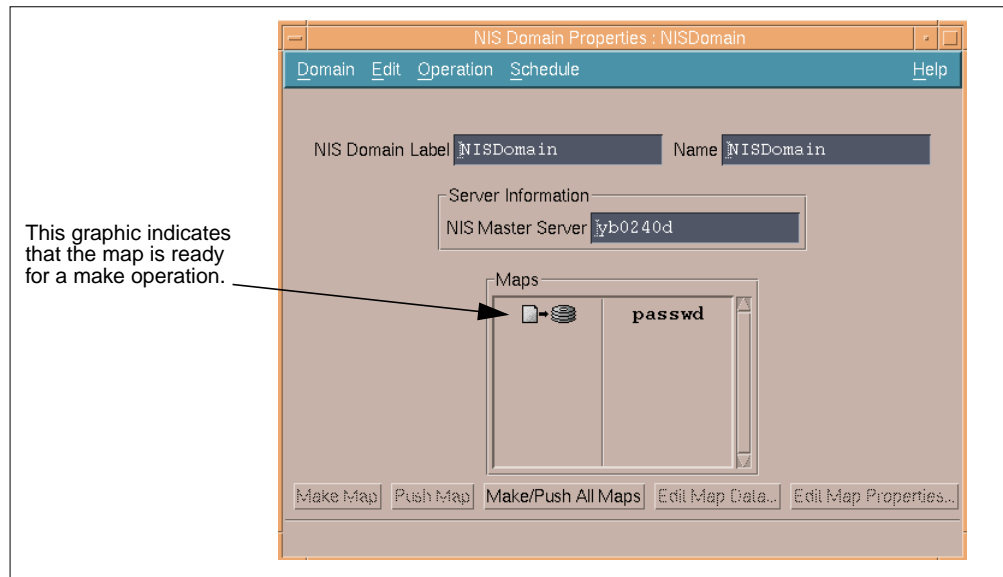 NIS Domain Properties : NISDomain
Domain Edit Operation Schedule Help
NIS Domain Label NISDomain Name NISDomain
Server Information
NIS Master Server yb0240d
This graphic indicates
that the map is ready
for a make operation.
Maps
passwd
Make Map Push Map Make/Push All Maps Edit Map Data... Edit Map Properties...